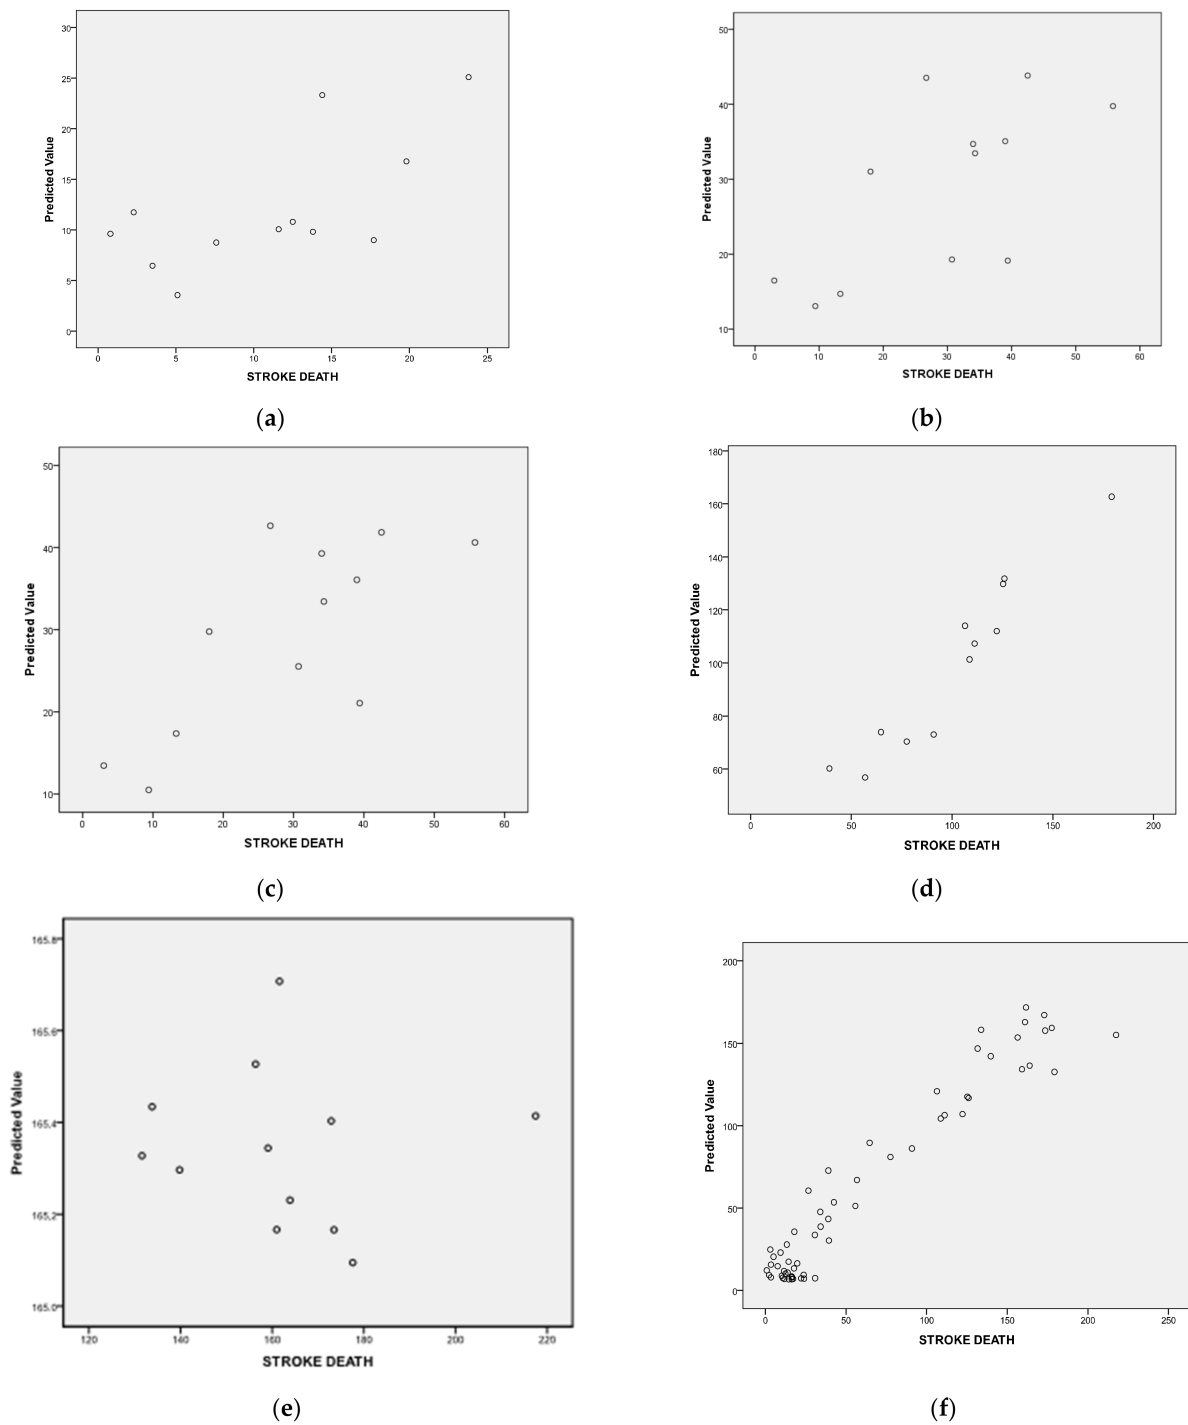 30
25
20
15
10
5
0
Predicted Value
0 5 10 15 20 25
STROKE DEATH
(a)
50
40
30
20
10
Predicted Value
0 10 20 30 40 50 60
STROKE DEATH
(b)
50
40
30
20
10
Predicted Value
0 10 20 30 40 50 60
STROKE DEATH
(c)
180
160
140
120
100
80
60
Predicted Value
0 50 100 150 200
STROKE DEATH
(d)
165.8
165.6
165.4
165.2
165.0
Predicted Value
120 140 160 180 200 220
STROKE DEATH
(e)
200
150
100
50
0
Predicted Value
0 50 100 150 200 250
STROKE DEATH
(f)